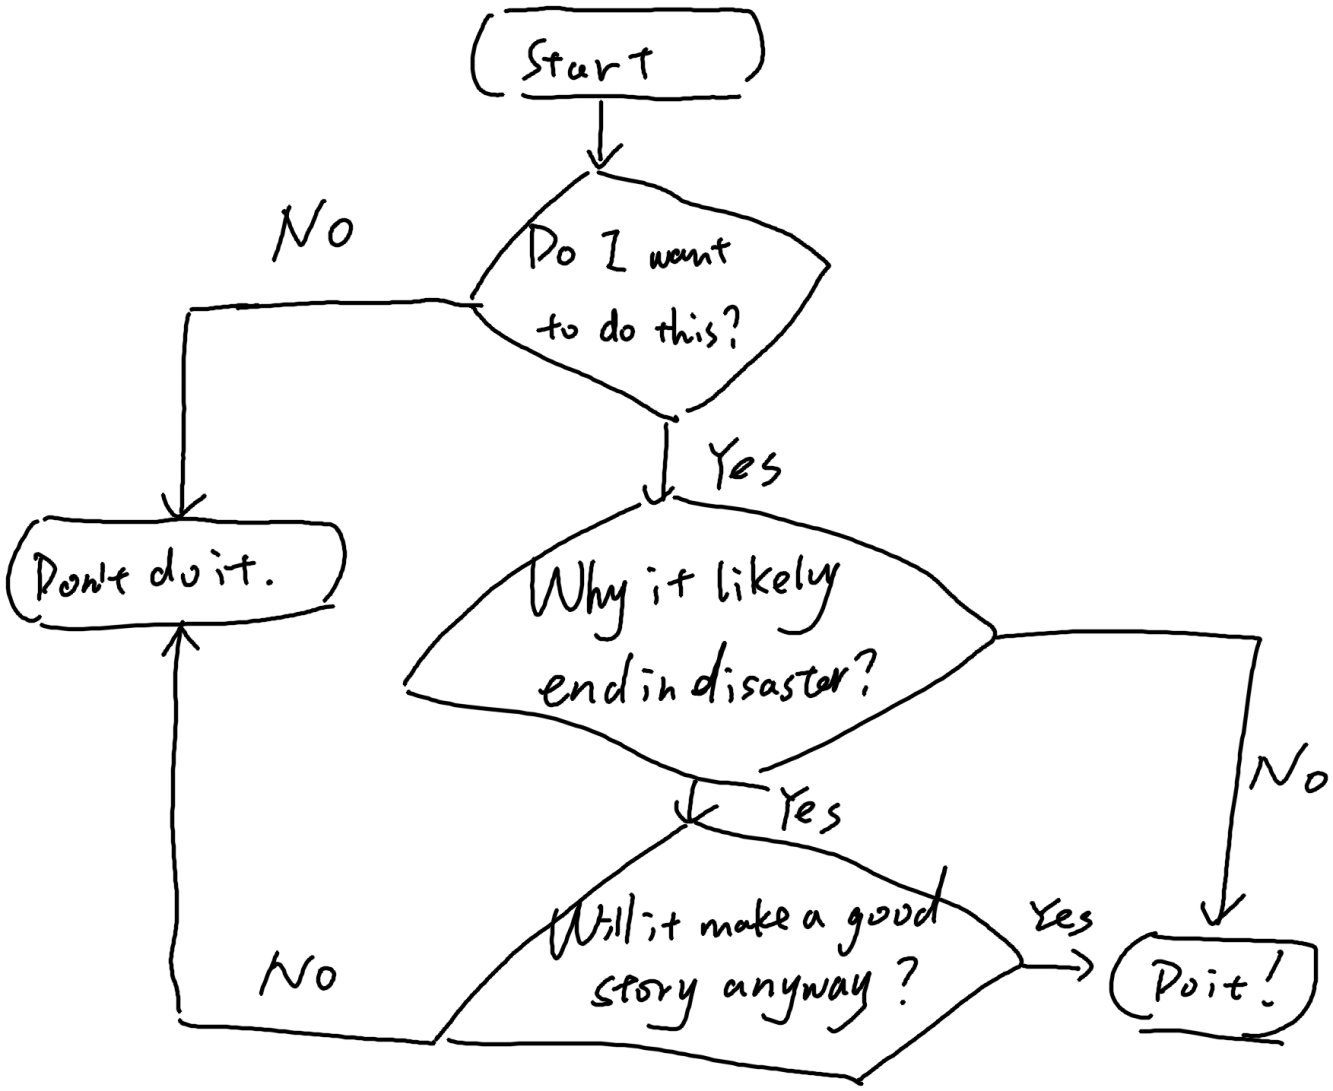 Start
No
Do I want
to do this?
Yes
Don't do it.
Why it likely
end in disaster?
No
Yes
Will it make a good
story anyway?
Yes
No
Do it!